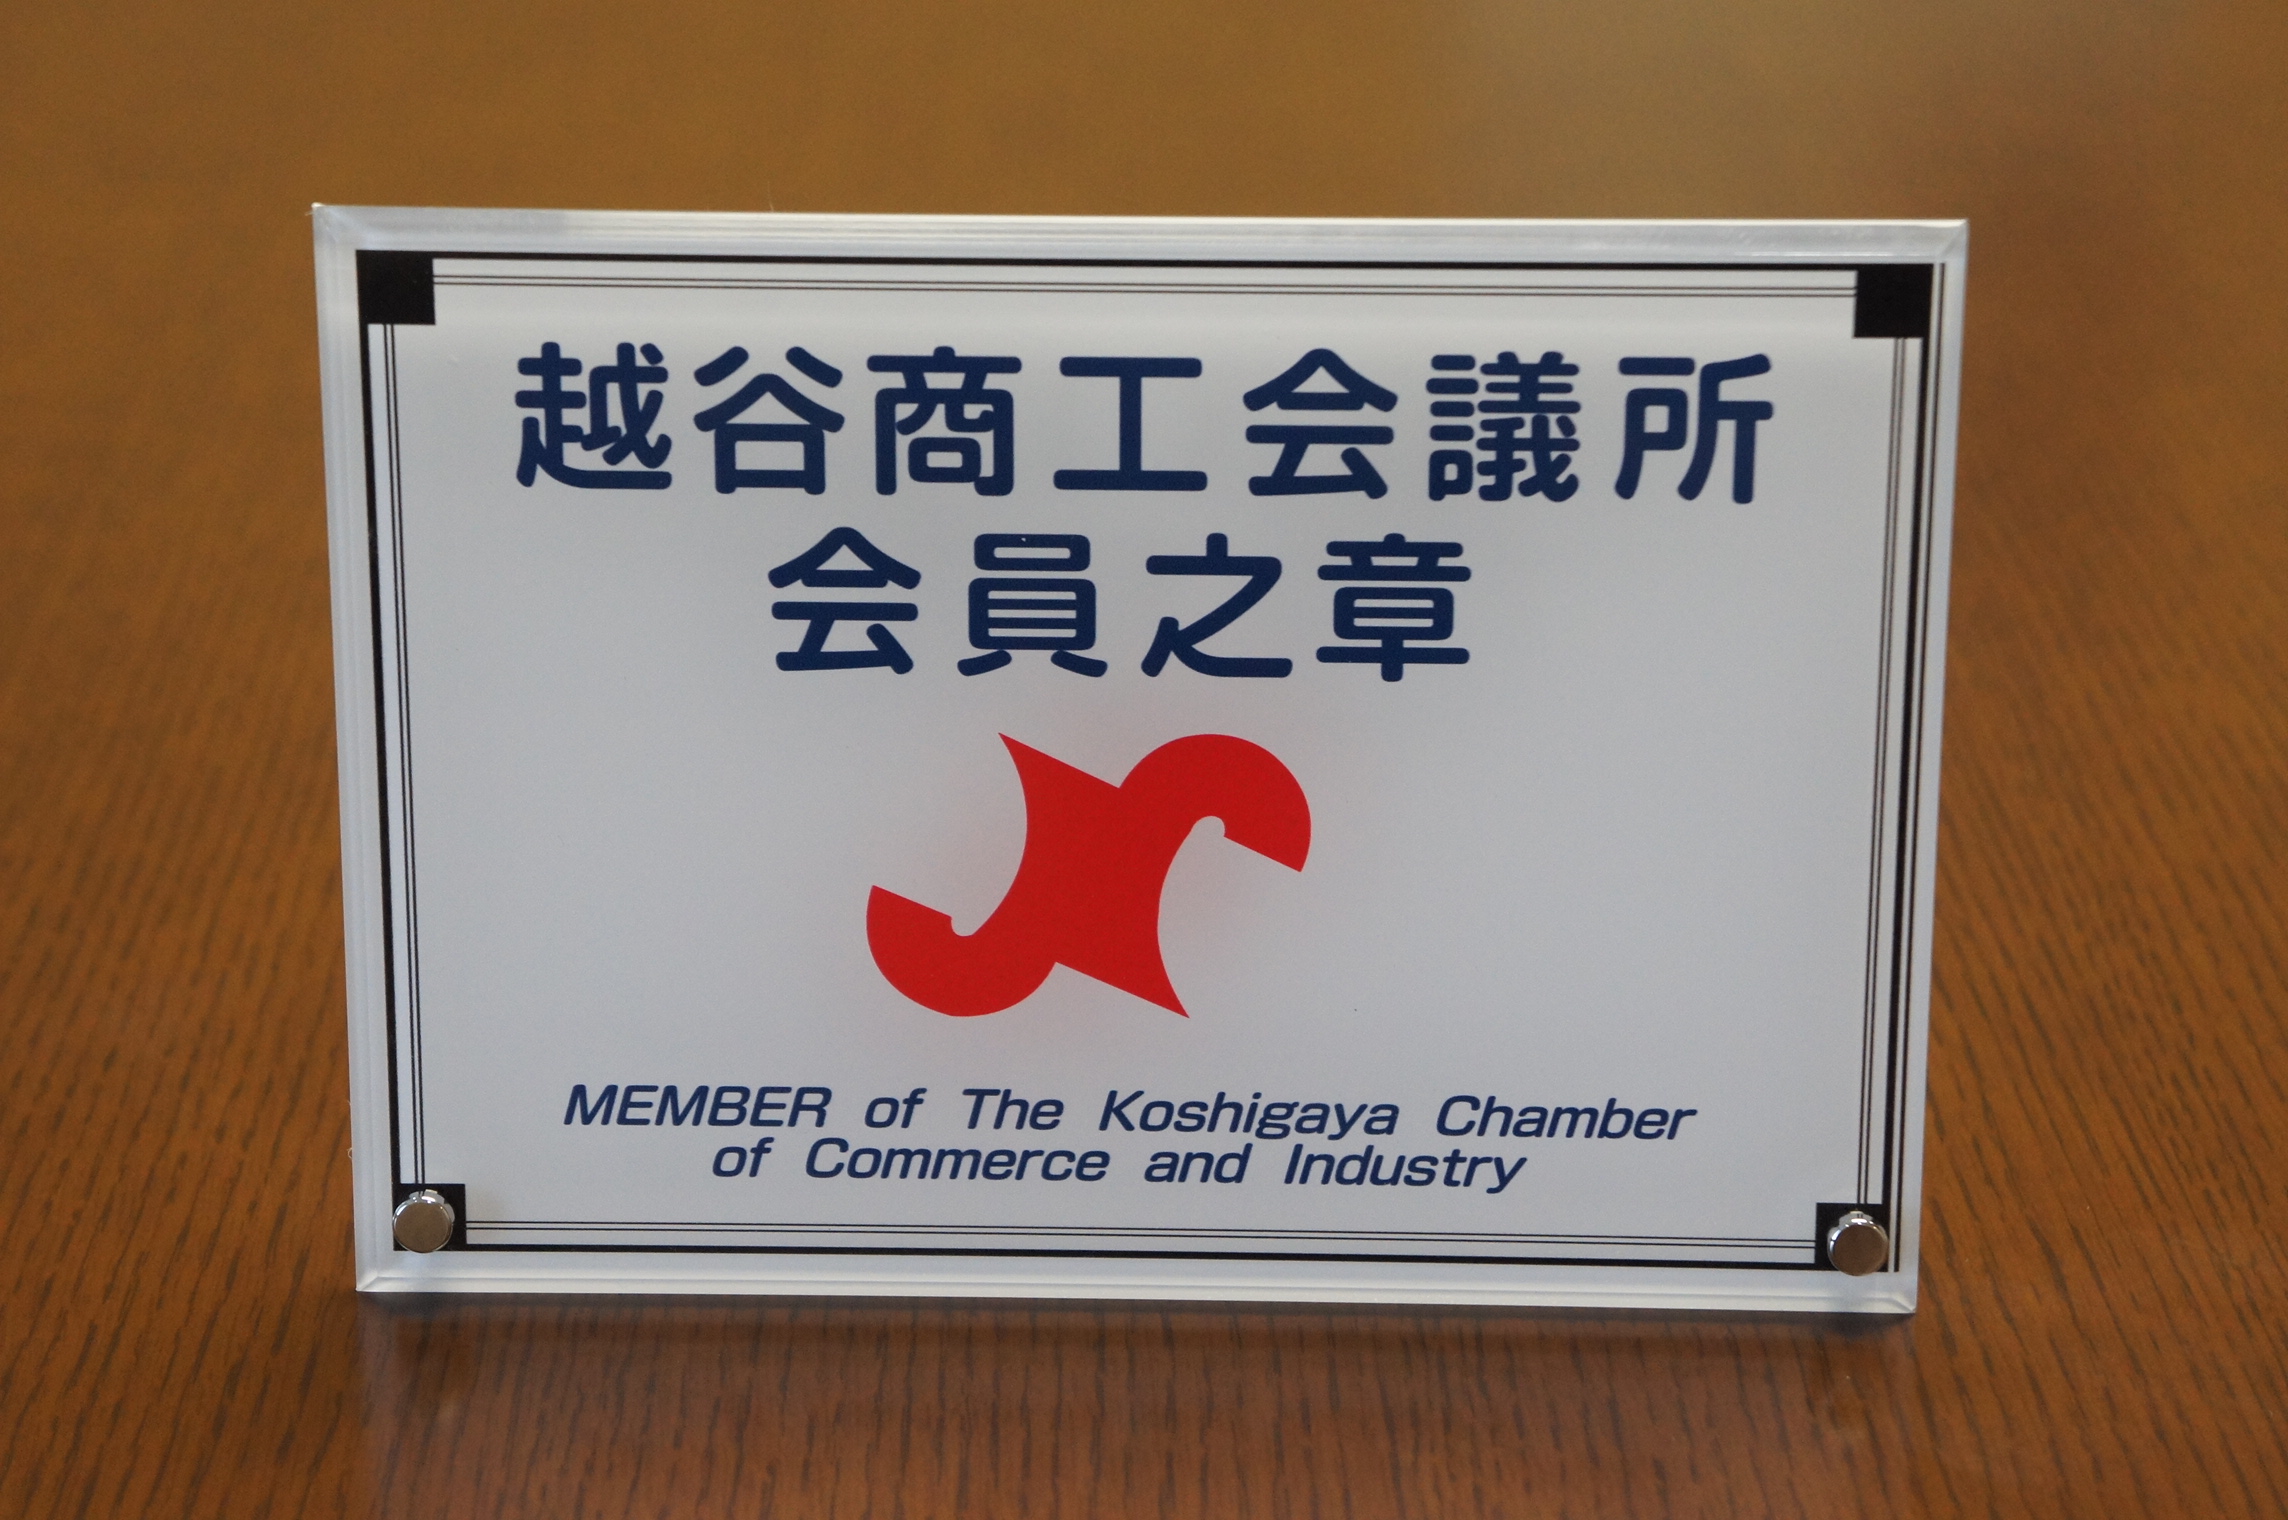 越谷商工会議所
会員之章
MEMBER of The Koshigaya Chamber
of Commerce and Industry